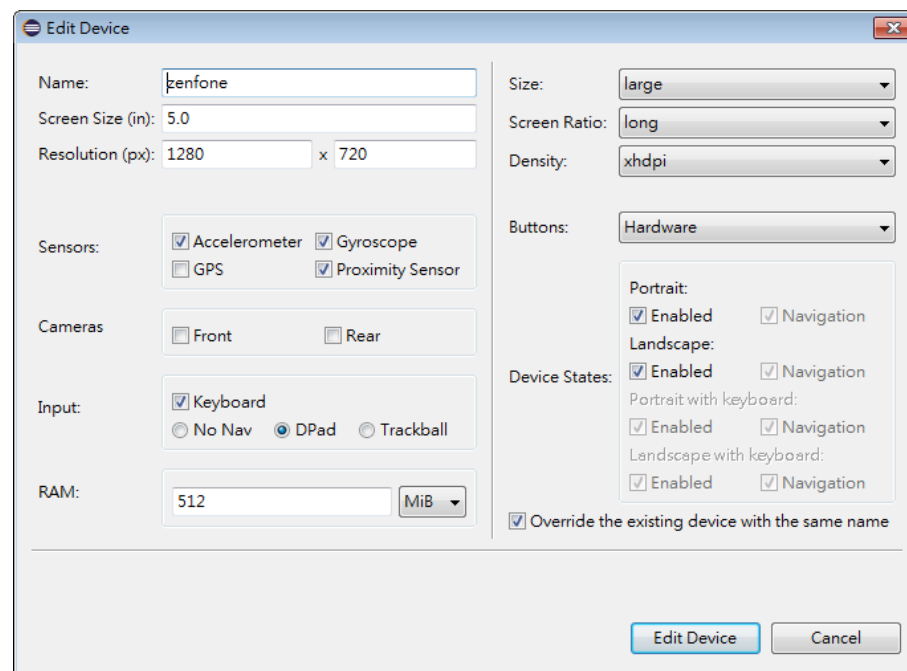 Edit Device
Name: zenfone
Screen Size (in): 5.0
Resolution (px): 1280 x 720
Sensors:
Accelerometer Gyroscope
GPS Proximity Sensor
Cameras
Front Rear
Input:
Keyboard
No Nav DPad Trackball
RAM:
512 MiB
Size: large
Screen Ratio: long
Density: xhdpi
Buttons: Hardware
Device States:
Portrait:
Enabled Navigation
Landscape:
Enabled Navigation
Portrait with keyboard:
Enabled Navigation
Landscape with keyboard:
Enabled Navigation
Override the existing device with the same name
Edit Device Cancel